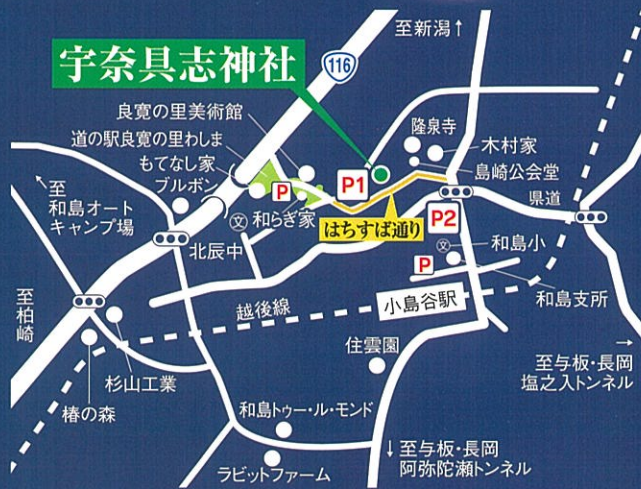 至新潟↑
宇奈具志神社
116
良寛の里美術館
道の駅良寛の里わしま
もてなし家
ブルボン
隆泉寺
木村家
島崎公会堂
P
P1
↖至
和島オート
キャンプ場
文
和らぎ家
はちすば通り
P2
県道
北辰中
文
和島小
P
至柏崎
越後線
小島谷駅
和島支所
杉山工業
椿の森
住雲園
→
至与板・長岡
塩之入トンネル
和島トゥー・ル・モンド
ラビットファーム
↓至与板・長岡
阿弥陀瀬トンネル